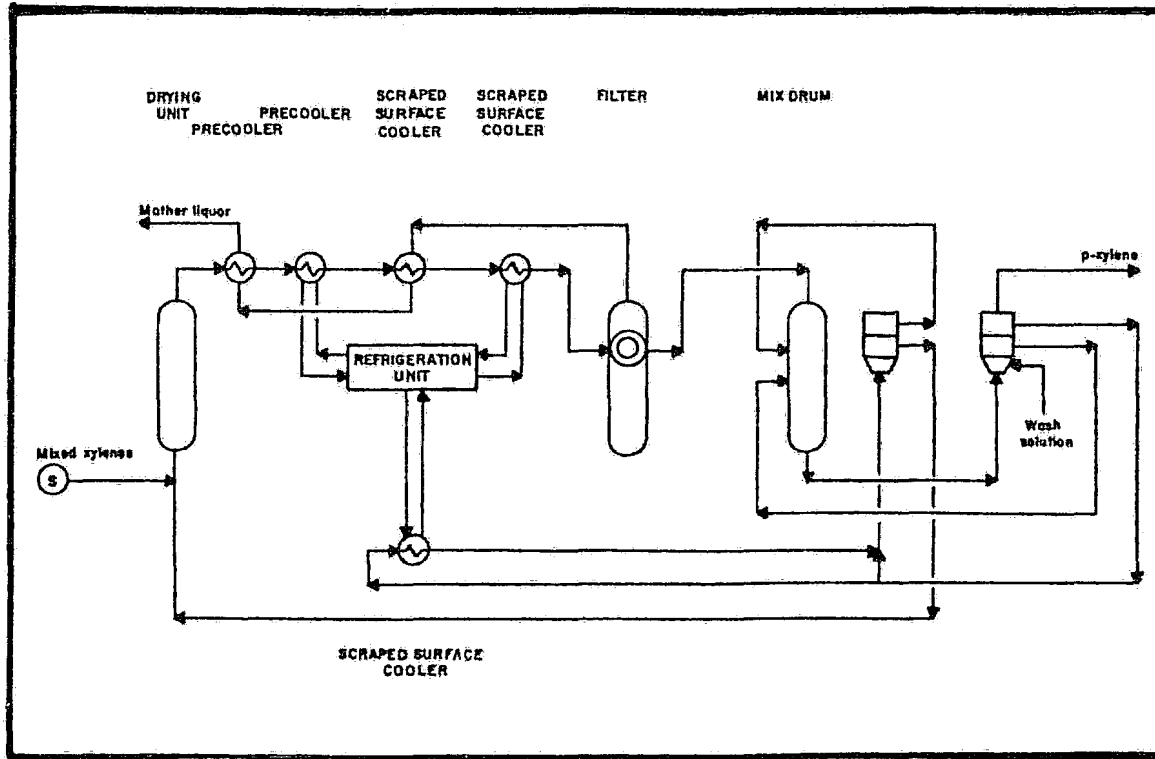 DRYING
UNIT
PRECOOLER
PRECOOLER
SCRAPED
SURFACE
COOLER
SCRAPED
SURFACE
COOLER
FILTER
MIX DRUM
Mother liquor
p-xylene
REFRIGERATION
UNIT
Wash
solution
Mixed xylenes
S
SCRAPED SURFACE
COOLER